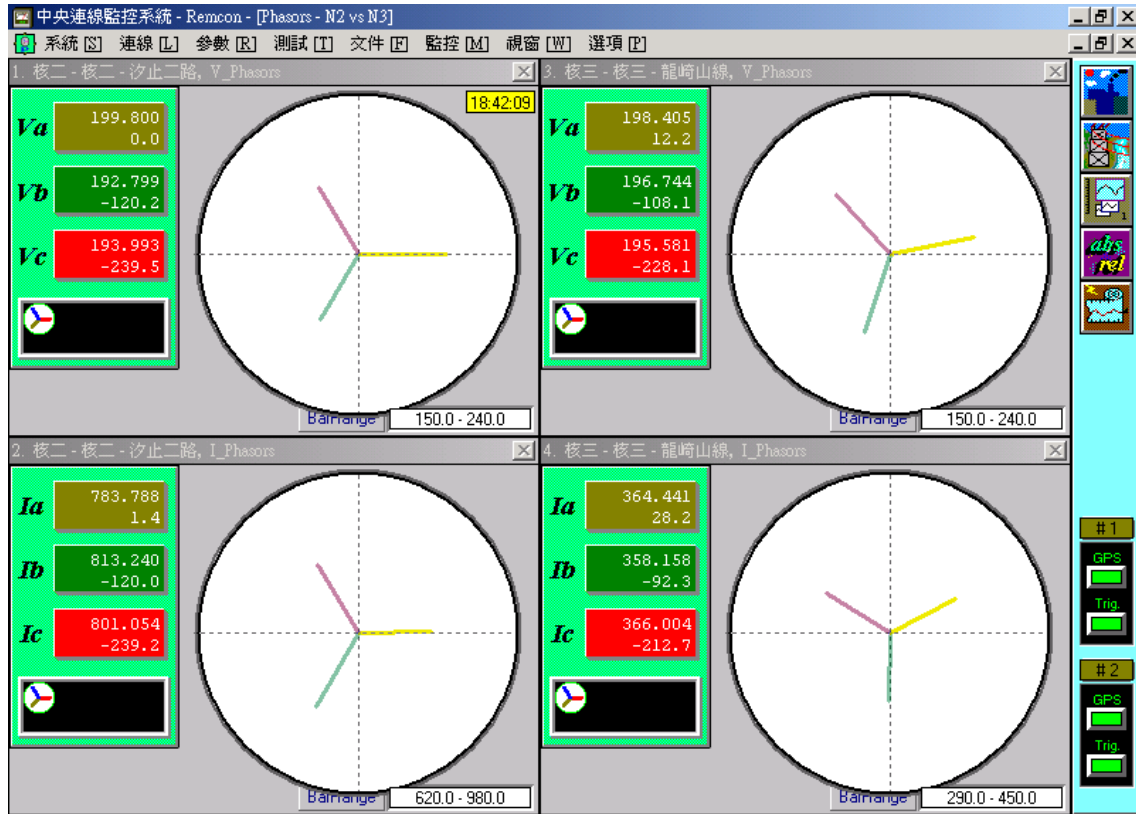 中央連線監控系統 - Remcon - [Phasors - N2 vs N3]
系統 [S] 連線 [L] 參數 [R] 測試 [T] 文件 [F] 監控 [M] 視窗 [W] 選項 [P]
1. 核二 - 核二 - 汐止二路, V_Phasors
18:42:09
Va 199.800
0.0
Vb 192.799
-120.2
Vc 193.993
-239.5
BalRange 150.0 - 240.0
3. 核三 - 核三 - 龍崎山線, V_Phasors
Va 198.405
12.2
Vb 196.744
-108.1
Vc 195.581
-228.1
BalRange 150.0 - 240.0
2. 核二 - 核二 - 汐止二路, I_Phasors
Ia 783.788
1.4
Ib 813.240
-120.0
Ic 801.054
-239.2
BalRange 620.0 - 980.0
4. 核三 - 核三 - 龍崎山線, I_Phasors
Ia 364.441
28.2
Ib 358.158
-92.3
Ic 366.004
-212.7
BalRange 290.0 - 450.0
1
abs
rel
#1
GPS
Trig.
#2
GPS
Trig.